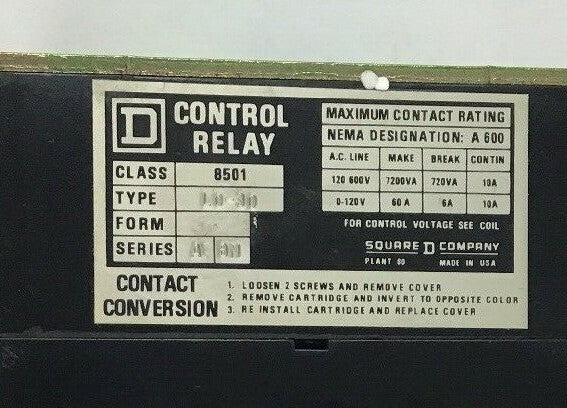 D CONTROL RELAY
CLASS 8501
TYPE
FORM
SERIES A
MAXIMUM CONTACT RATING
NEMA DESIGNATION: A 600
A.C. LINE MAKE BREAK CONTIN
120 600V 7200VA 720VA 10A
0-120V 60 A 6A 10A
FOR CONTROL VOLTAGE SEE COIL
SQUARE D COMPANY
PLANT 80 MADE IN USA
CONTACT CONVERSION
1. LOOSEN 2 SCREWS AND REMOVE COVER
2. REMOVE CARTRIDGE AND INVERT TO OPPOSITE COLOR
3. RE INSTALL CARTRIDGE AND REPLACE COVER